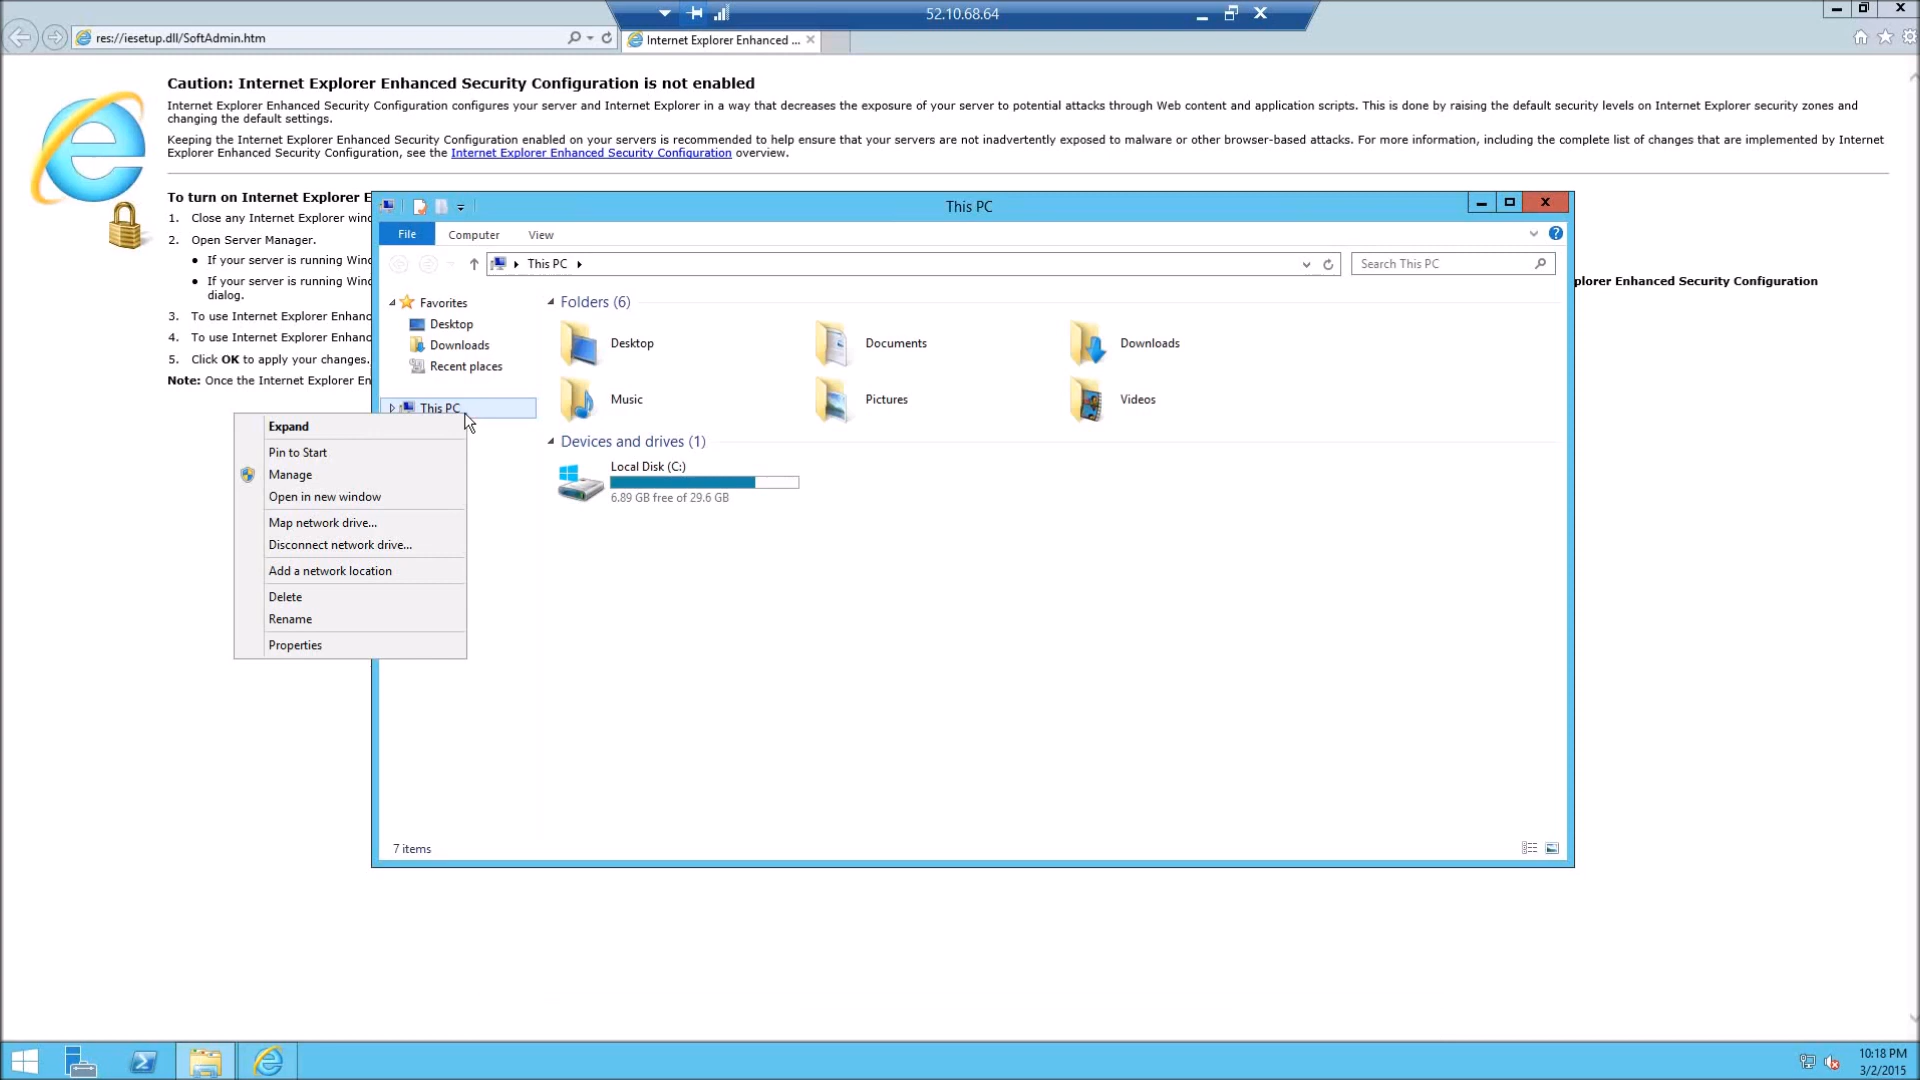 52.10.68.64
res://iesetup.dll/SoftAdmin.htm
Internet Explorer Enhanced ...
Caution: Internet Explorer Enhanced Security Configuration is not enabled
Internet Explorer Enhanced Security Configuration configures your server and Internet Explorer in a way that decreases the exposure of your server to potential attacks through Web content and application scripts. This is done by raising the default security levels on Internet Explorer security zones and
changing the default settings.
Keeping the Internet Explorer Enhanced Security Configuration enabled on your servers is recommended to help ensure that your servers are not inadvertently exposed to malware or other browser-based attacks. For more information, including the complete list of changes that are implemented by Internet
Explorer Enhanced Security Configuration, see the Internet Explorer Enhanced Security Configuration overview.
To turn on Internet Explorer E
1. Close any Internet Explorer wind
2. Open Server Manager.
• If your server is running Wind
• If your server is running Wind
dialog.
plorer Enhanced Security Configuration
3. To use Internet Explorer Enhanc
4. To use Internet Explorer Enhanc
5. Click OK to apply your changes.
Note: Once the Internet Explorer En
This PC
File
Computer
View
This PC
Search This PC
Favorites
Desktop
Downloads
Recent places
This PC
Folders (6)
Desktop
Documents
Downloads
Music
Pictures
Videos
Devices and drives (1)
Local Disk (C:)
6.89 GB free of 29.6 GB
Expand
Pin to Start
Manage
Open in new window
Map network drive...
Disconnect network drive...
Add a network location
Delete
Rename
Properties
7 items
10:18 PM
3/2/2015